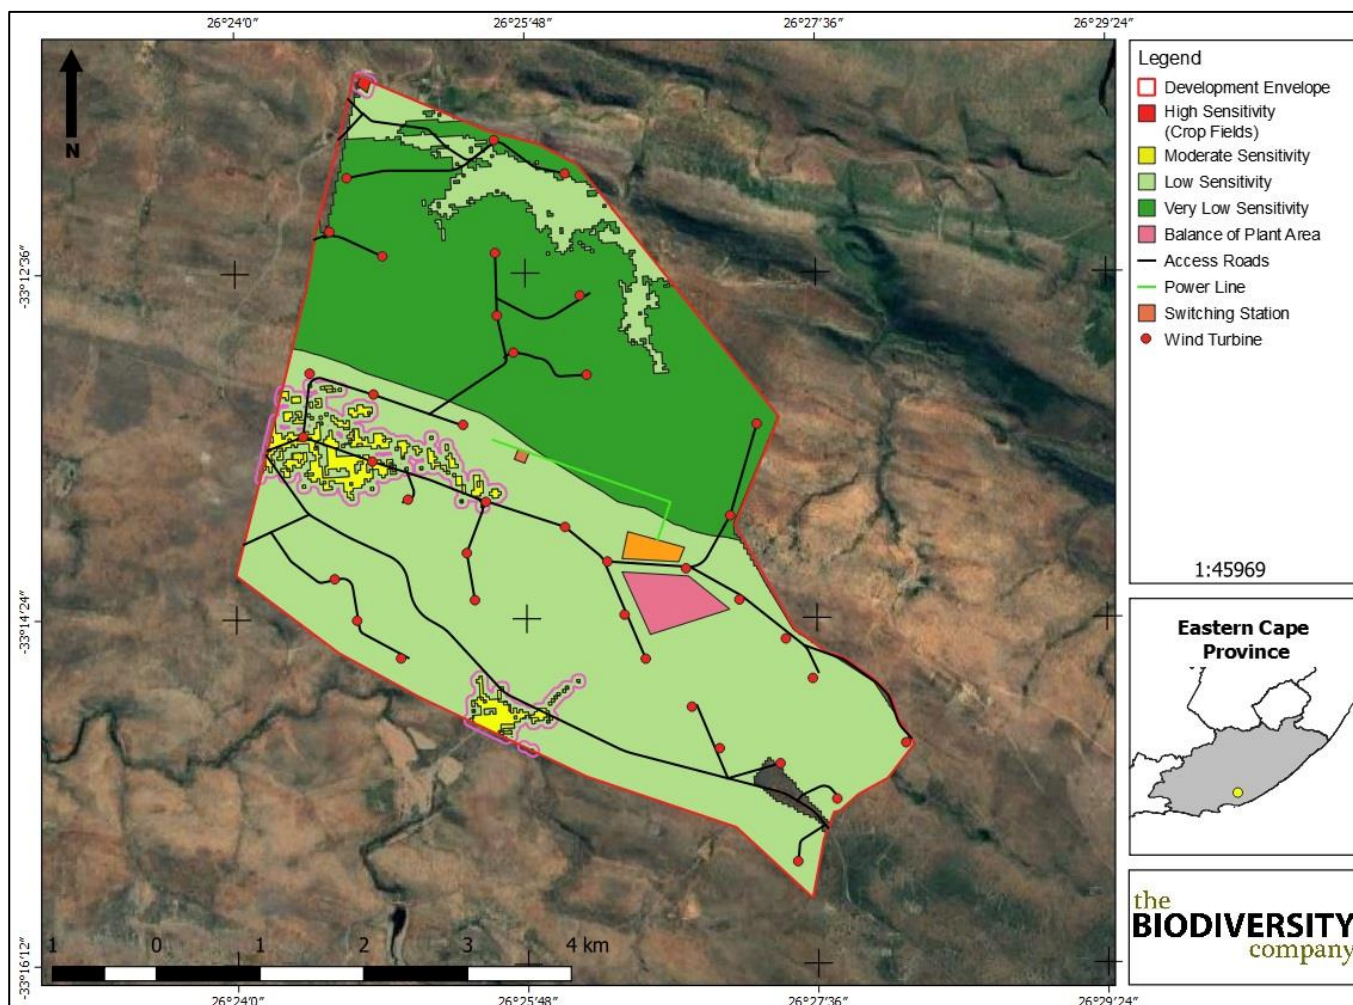 26°24′0″
26°25′48″
26°27′36″
26°29′24″
N
-33°12′36″
-33°14′24″
-33°16′12″
1
0
1
2
3
4 km
26°24′0″
26°25′48″
26°27′36″
26°29′24″
Legend
Development Envelope
High Sensitivity
(Crop Fields)
Moderate Sensitivity
Low Sensitivity
Very Low Sensitivity
Balance of Plant Area
Access Roads
Power Line
Switching Station
Wind Turbine
1:45969
Eastern Cape
Province
the
BIODIVERSITY
company